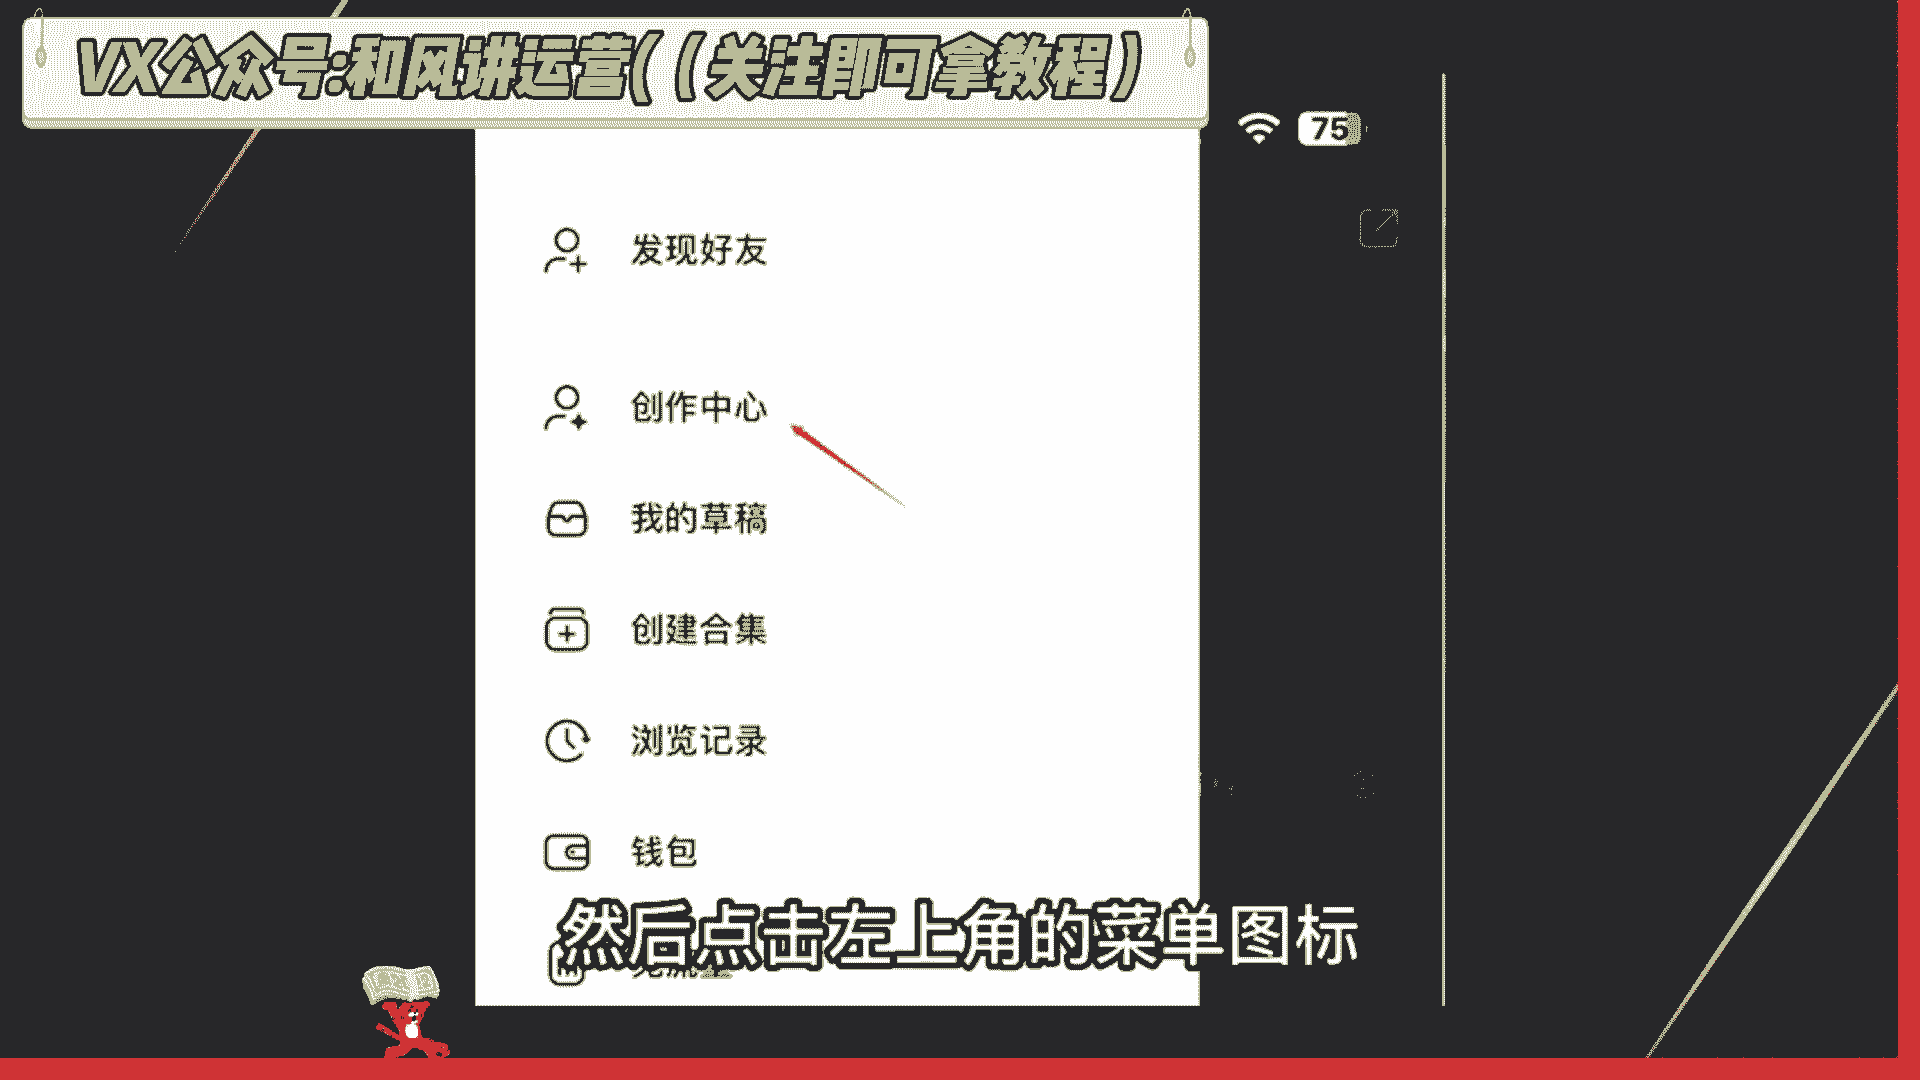 VX公众号:和风讲运营(（关注即可拿教程）
75
发现好友
创作中心
我的草稿
创建合集
浏览记录
钱包
然后点击左上角的菜单图标